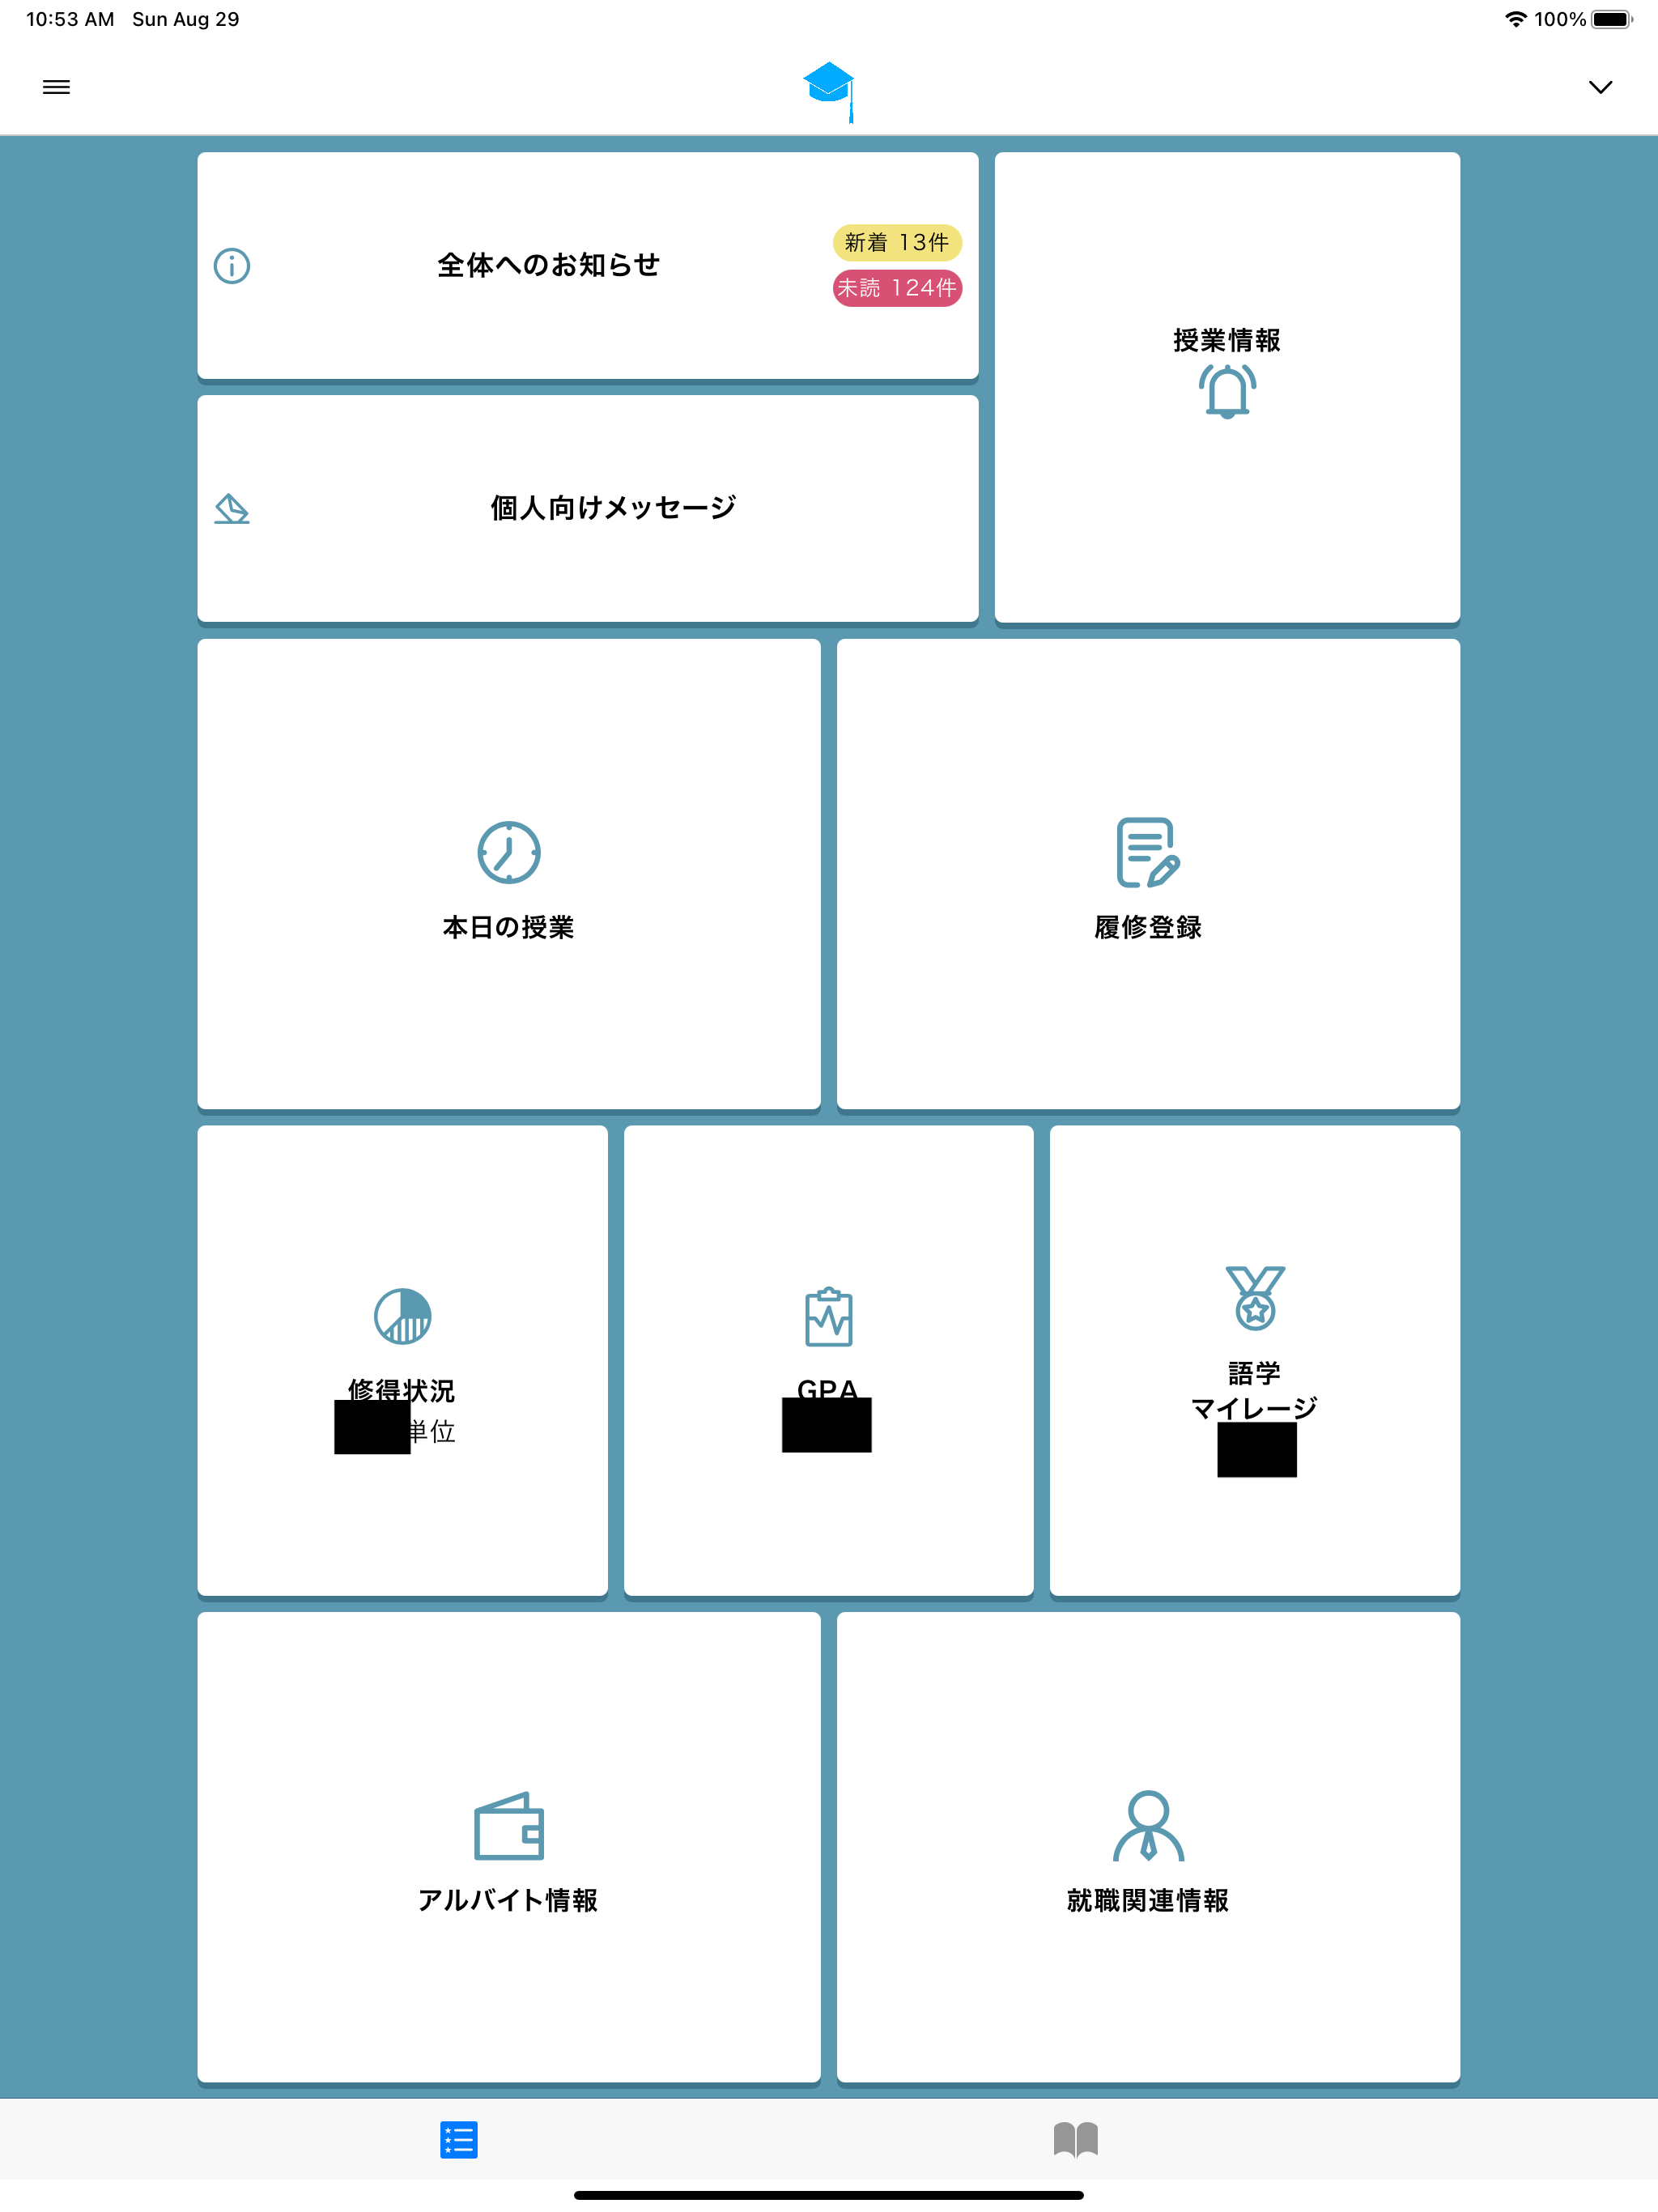 10:53 AM Sun Aug 29
100%
全体へのお知らせ
新着 13件
未読 124件
授業情報
個人向けメッセージ
本日の授業
履修登録
修得状況
単位
GPA
語学
マイレージ
アルバイト情報
就職関連情報